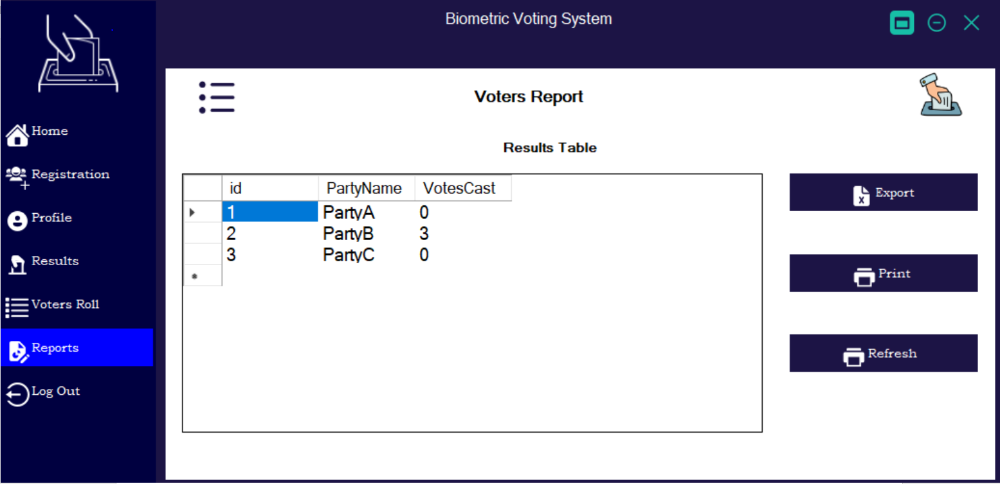 Biometric Voting System
Home
Registration
Profile
Results
Voters Roll
Reports
Log Out
Voters Report
Results Table
id PartyName VotesCast
1 PartyA 0
2 PartyB 3
3 PartyC 0
Export
Print
Refresh